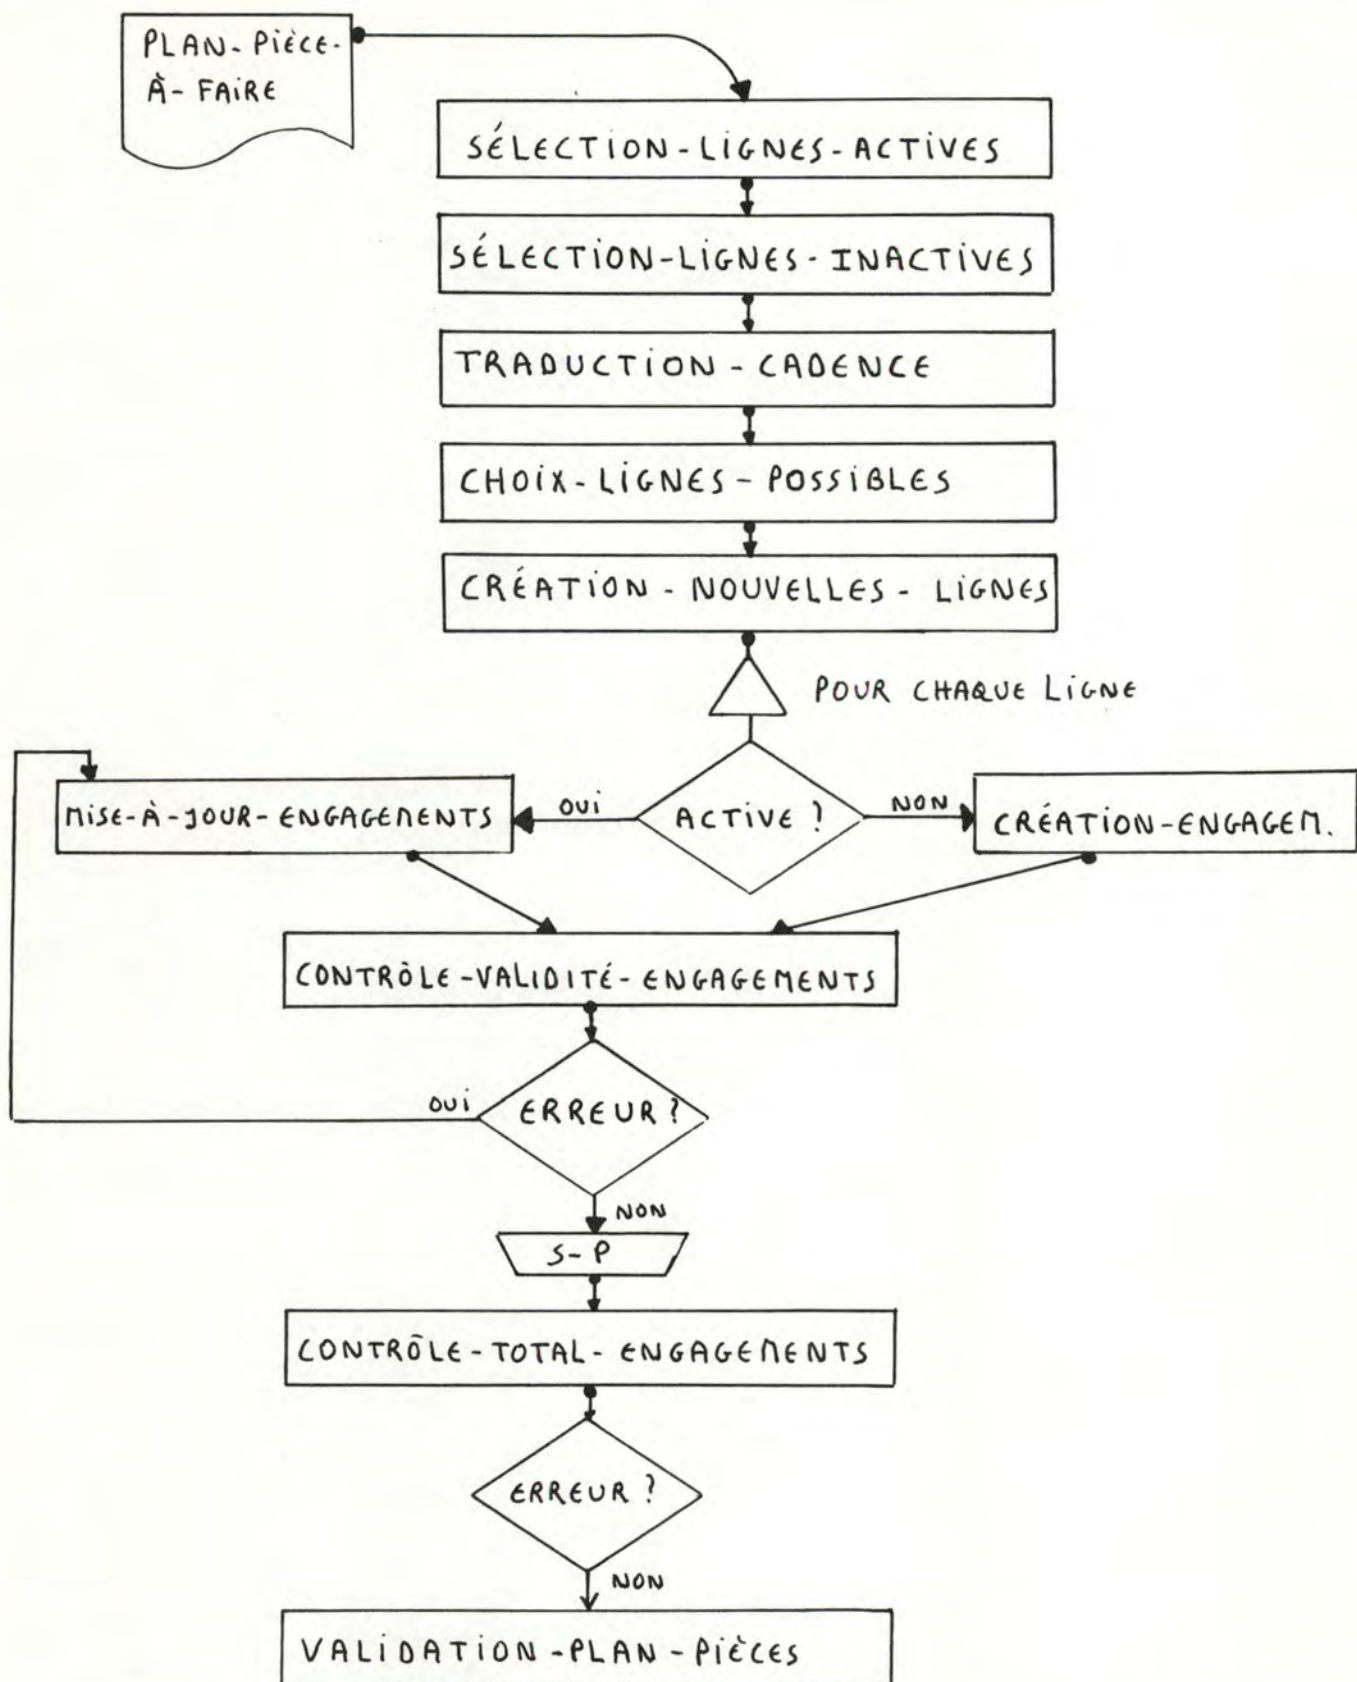 PLAN-PIÈCE-
À-FAIRE
SÉLECTION-LIGNES-ACTIVES
SÉLECTION-LIGNES-INACTIVES
TRADUCTION-CADENCE
CHOIX-LIGNES-POSSIBLES
CRÉATION-NOUVELLES-LIGNES
POUR CHAQUE LIGNE
MISE-À-JOUR-ENGAGEMENTS
OUI
ACTIVE ?
NON
CRÉATION-ENGAGEM.
CONTRÔLE-VALIDITÉ-ENGAGEMENTS
OUI
ERREUR ?
NON
S-P
CONTRÔLE-TOTAL-ENGAGEMENTS
ERREUR ?
NON
VALIDATION-PLAN-PIÈCES